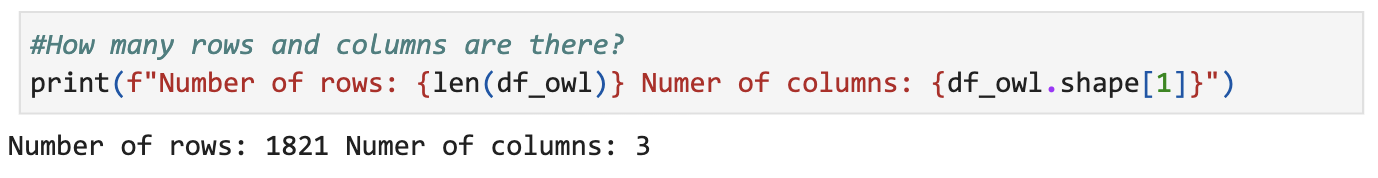 #How many rows and columns are there?
print(f"Number of rows: {len(df_owl)} Numer of columns: {df_owl.shape[1]}")
Number of rows: 1821 Numer of columns: 3